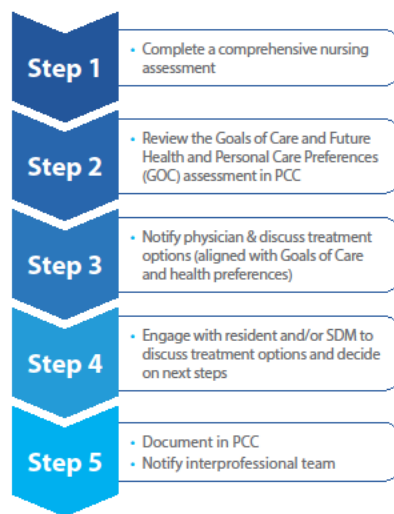 Step 1
• Complete a comprehensive nursing
assessment
Step 2
• Review the Goals of Care and Future
Health and Personal Care Preferences
(GOC) assessment in PCC
Step 3
• Notify physician & discuss treatment
options (aligned with Goals of Care
and health preferences)
Step 4
• Engage with resident and/or SDM to
discuss treatment options and decide
on next steps
Step 5
• Document in PCC
• Notify interprofessional team